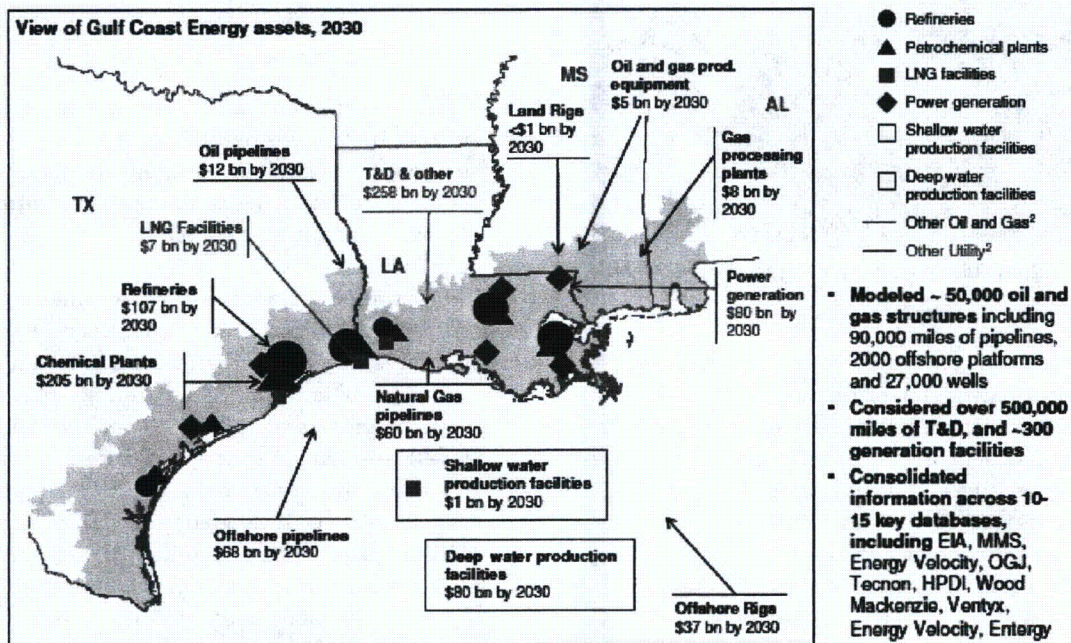 View of Gulf Coast Energy assets, 2030
MS
AL
TX
LA
Oil and gas prod.
equipment
$5 bn by 2030
Land Rigs
<$1 bn by
2030
Gas
processing
plants
$8 bn by
2030
Oil pipelines
$12 bn by 2030
T&D & other
$258 bn by 2030
LNG Facilities
$7 bn by 2030
Refineries
$107 bn by
2030
Power
generation
$80 bn by
2030
Chemical Plants
$205 bn by 2030
Natural Gas
pipelines
$60 bn by 2030
Shallow water
production facilities
$1 bn by 2030
Offshore pipelines
$68 bn by 2030
Deep water production
facilities
$80 bn by 2030
Offshore Rigs
$37 bn by 2030
Refineries
Petrochemical plants
LNG facilities
Power generation
Shallow water
production facilities
Deep water
production facilities
Other Oil and Gas²
Other Utility²
- Modeled ~ 50,000 oil and
gas structures including
90,000 miles of pipelines,
2000 offshore platforms
and 27,000 wells
- Considered over 500,000
miles of T&D, and ~300
generation facilities
- Consolidated
information across 10-
15 key databases,
including EIA, MMS,
Energy Velocity, OGJ,
Tecnon, HPDI, Wood
Mackenzie, Ventyx,
Energy Velocity, Entergy